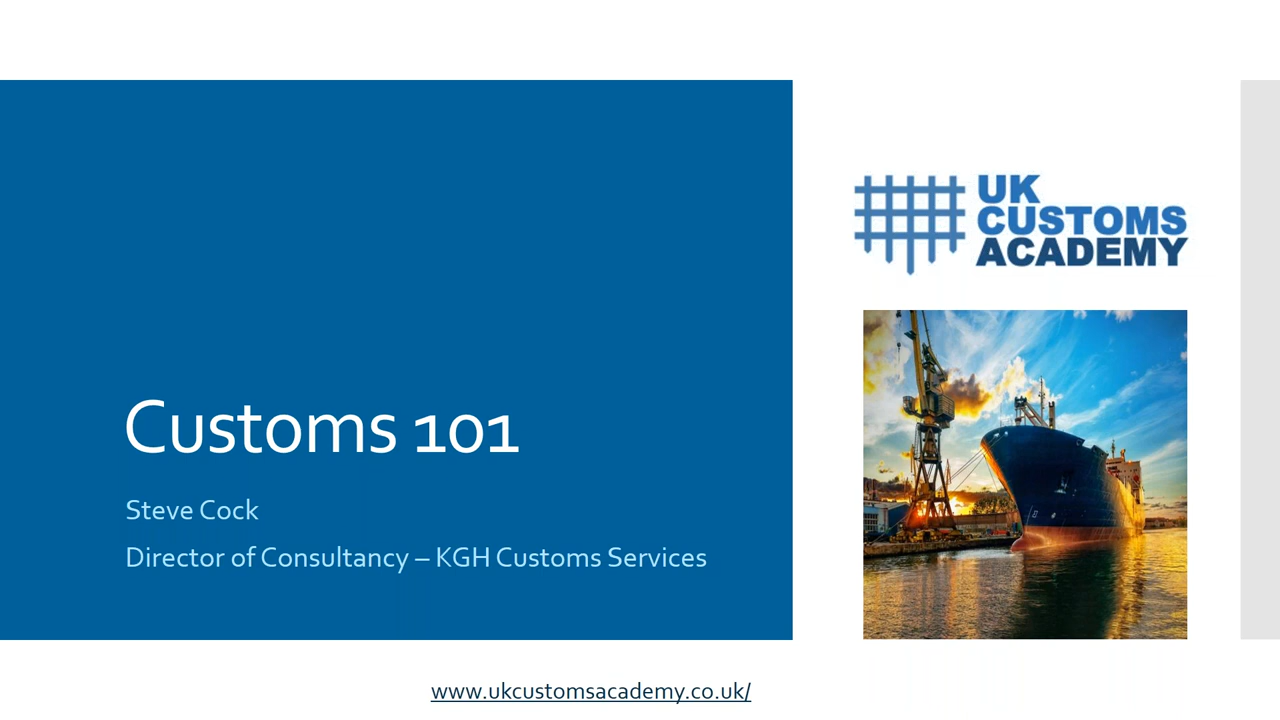 UK
CUSTOMS
ACADEMY
Customs 101
Steve Cock
Director of Consultancy – KGH Customs Services
www.ukcustomsacademy.co.uk/